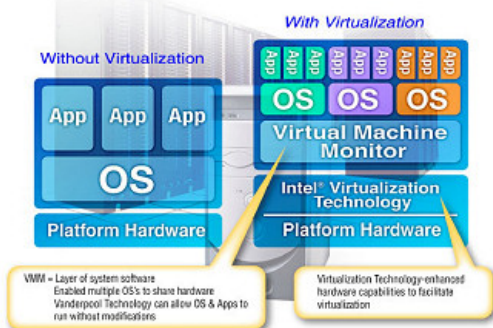 Without Virtualization
App App App
OS
Platform Hardware
With Virtualization
App App App App App App App App App
OS OS OS
Virtual Machine
Monitor
Intel® Virtualization
Technology
Platform Hardware
VMM = Layer of system software
Enabled multiple OS's to share hardware
Vanderpool Technology can allow OS & Apps to
run without modifications
Virtualization Technology-enhanced
hardware capabilities to facilitate
virtualization